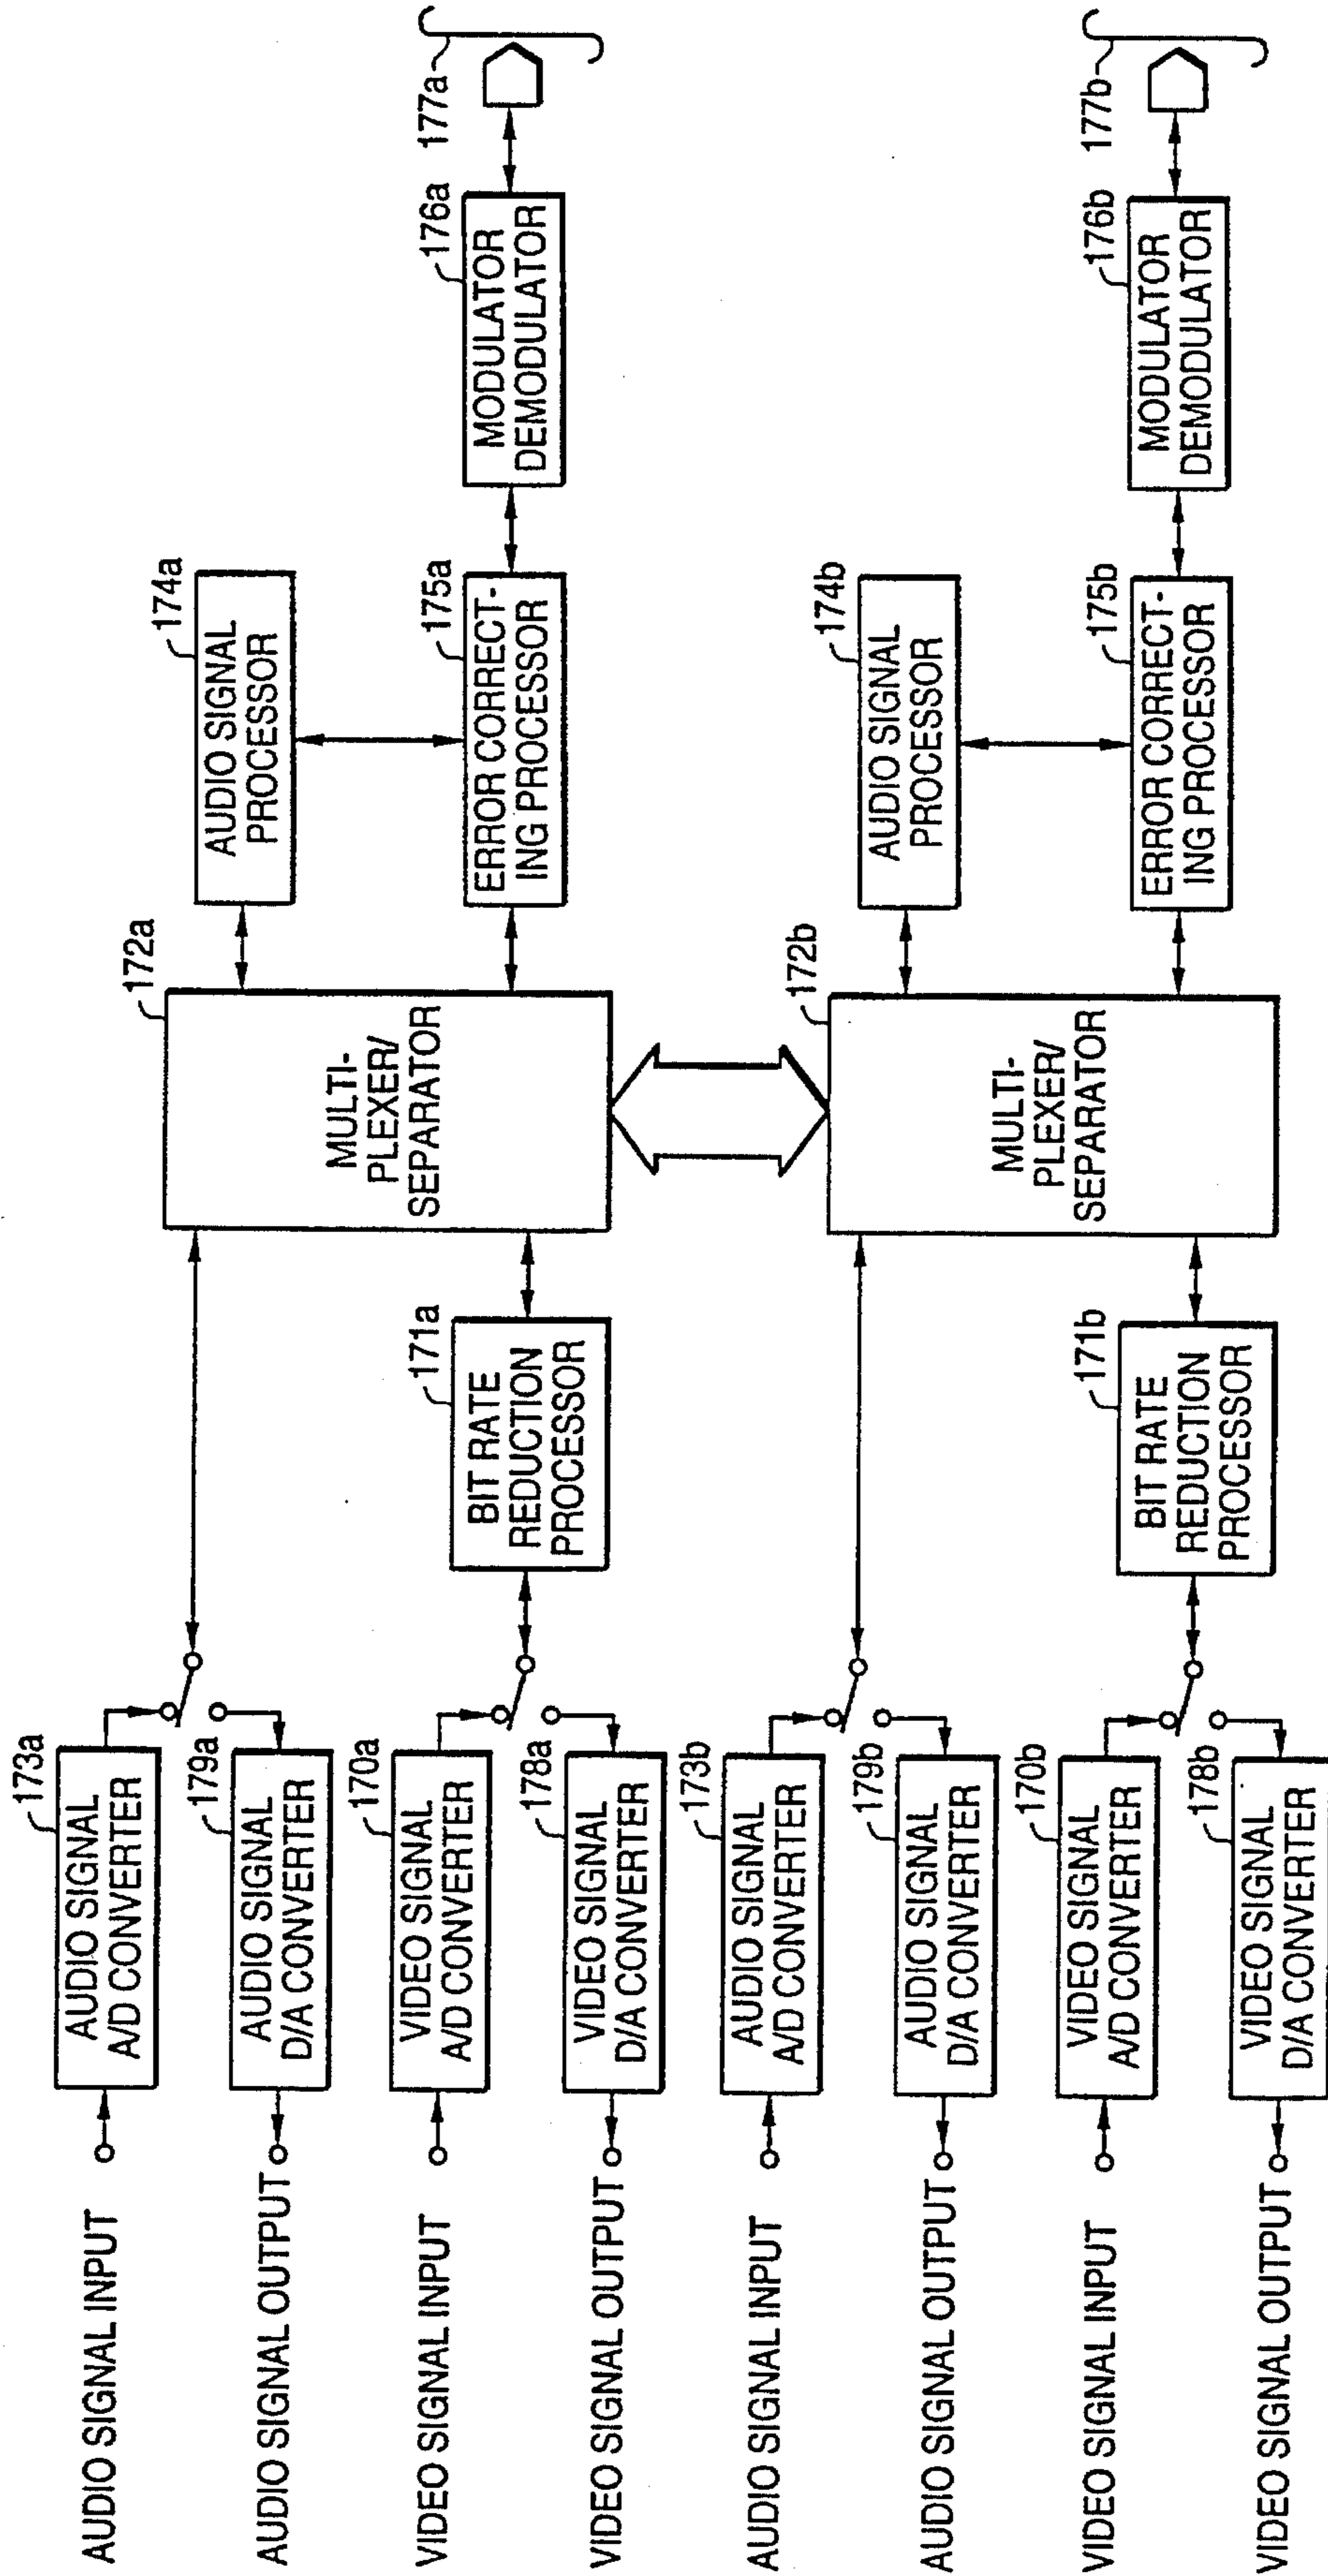 AUDIO SIGNAL INPUT
173a
AUDIO SIGNAL
A/D CONVERTER
AUDIO SIGNAL OUTPUT
179a
AUDIO SIGNAL
D/A CONVERTER
VIDEO SIGNAL INPUT
170a
VIDEO SIGNAL
A/D CONVERTER
VIDEO SIGNAL OUTPUT
178a
VIDEO SIGNAL
D/A CONVERTER
171a
BIT RATE
REDUCTION
PROCESSOR
172a
MULTI-
PLEXER/
SEPARATOR
174a
AUDIO SIGNAL
PROCESSOR
175a
ERROR CORRECT-
ING PROCESSOR
176a
MODULATOR
DEMODULATOR
177a
AUDIO SIGNAL INPUT
173b
AUDIO SIGNAL
A/D CONVERTER
AUDIO SIGNAL OUTPUT
179b
AUDIO SIGNAL
D/A CONVERTER
VIDEO SIGNAL INPUT
170b
VIDEO SIGNAL
A/D CONVERTER
VIDEO SIGNAL OUTPUT
178b
VIDEO SIGNAL
D/A CONVERTER
171b
BIT RATE
REDUCTION
PROCESSOR
172b
MULTI-
PLEXER/
SEPARATOR
174b
AUDIO SIGNAL
PROCESSOR
175b
ERROR CORRECT-
ING PROCESSOR
176b
MODULATOR
DEMODULATOR
177b